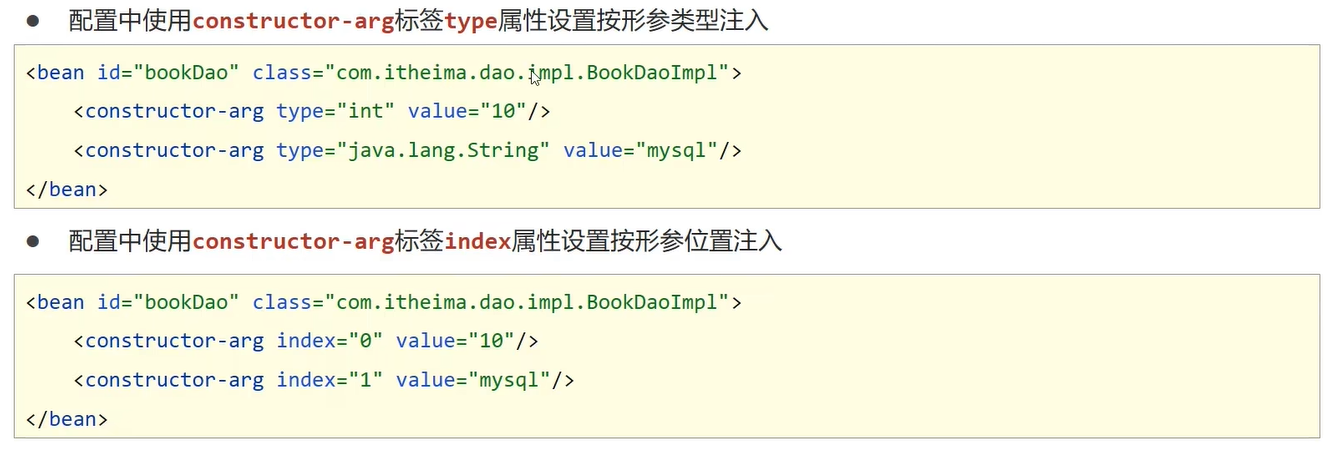 ● 配置中使用constructor-arg标签type属性设置按形参类型注入
<bean id="bookDao" class="com.itheima.dao.impl.BookDaoImpl">
    <constructor-arg type="int" value="10"/>
    <constructor-arg type="java.lang.String" value="mysql"/>
</bean>
● 配置中使用constructor-arg标签index属性设置按形参位置注入
<bean id="bookDao" class="com.itheima.dao.impl.BookDaoImpl">
    <constructor-arg index="0" value="10"/>
    <constructor-arg index="1" value="mysql"/>
</bean>